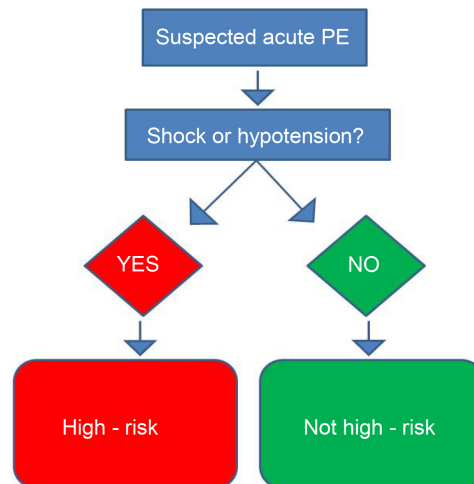 Suspected acute PE
Shock or hypotension?
YES
NO
High - risk
Not high - risk